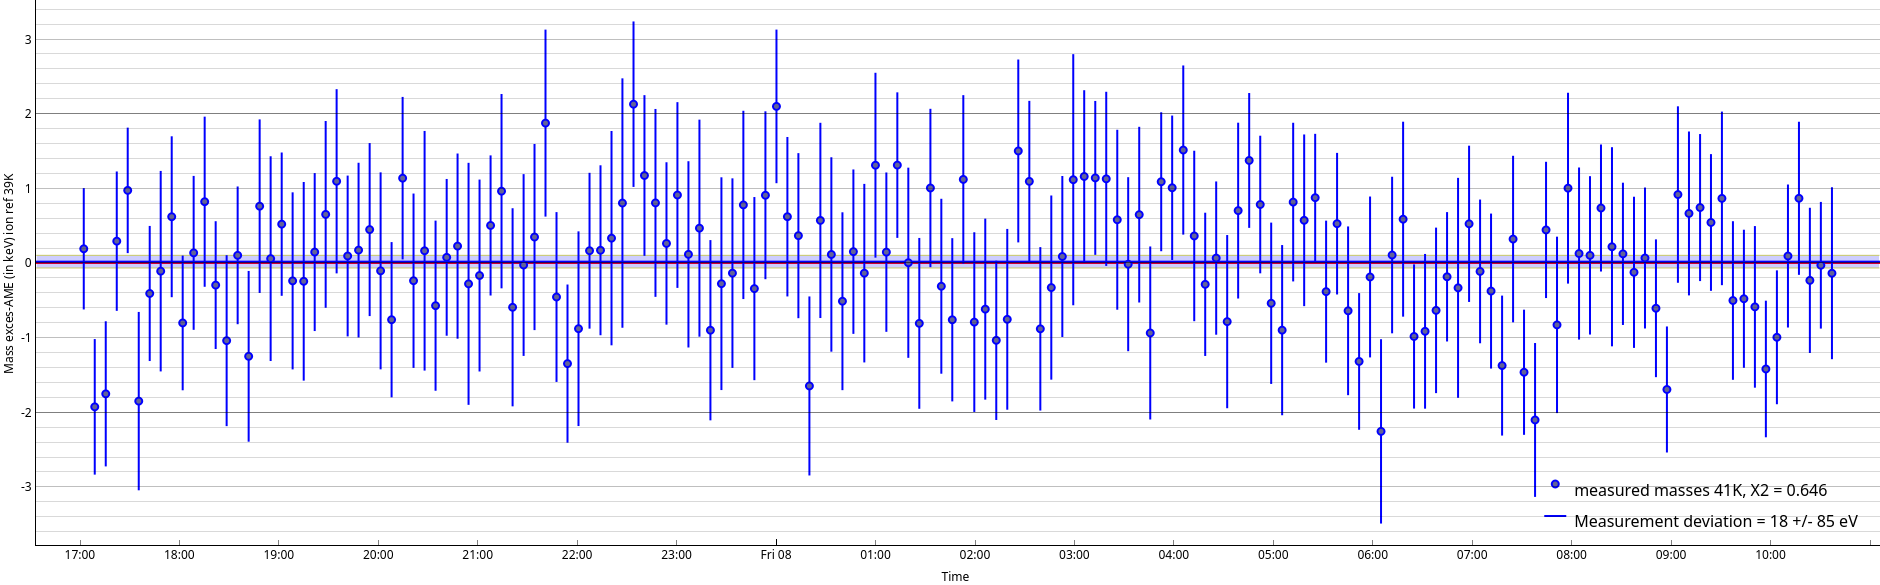 Mass exces-AME (in keV) ion ref 39K
3
2
1
0
-1
-2
-3
measured masses 41K, X2 = 0.646
Measurement deviation = 18 +/- 85 eV
17:00 18:00 19:00 20:00 21:00 22:00 23:00 Fri 08 01:00 02:00 03:00 04:00 05:00 06:00 07:00 08:00 09:00 10:00
Time